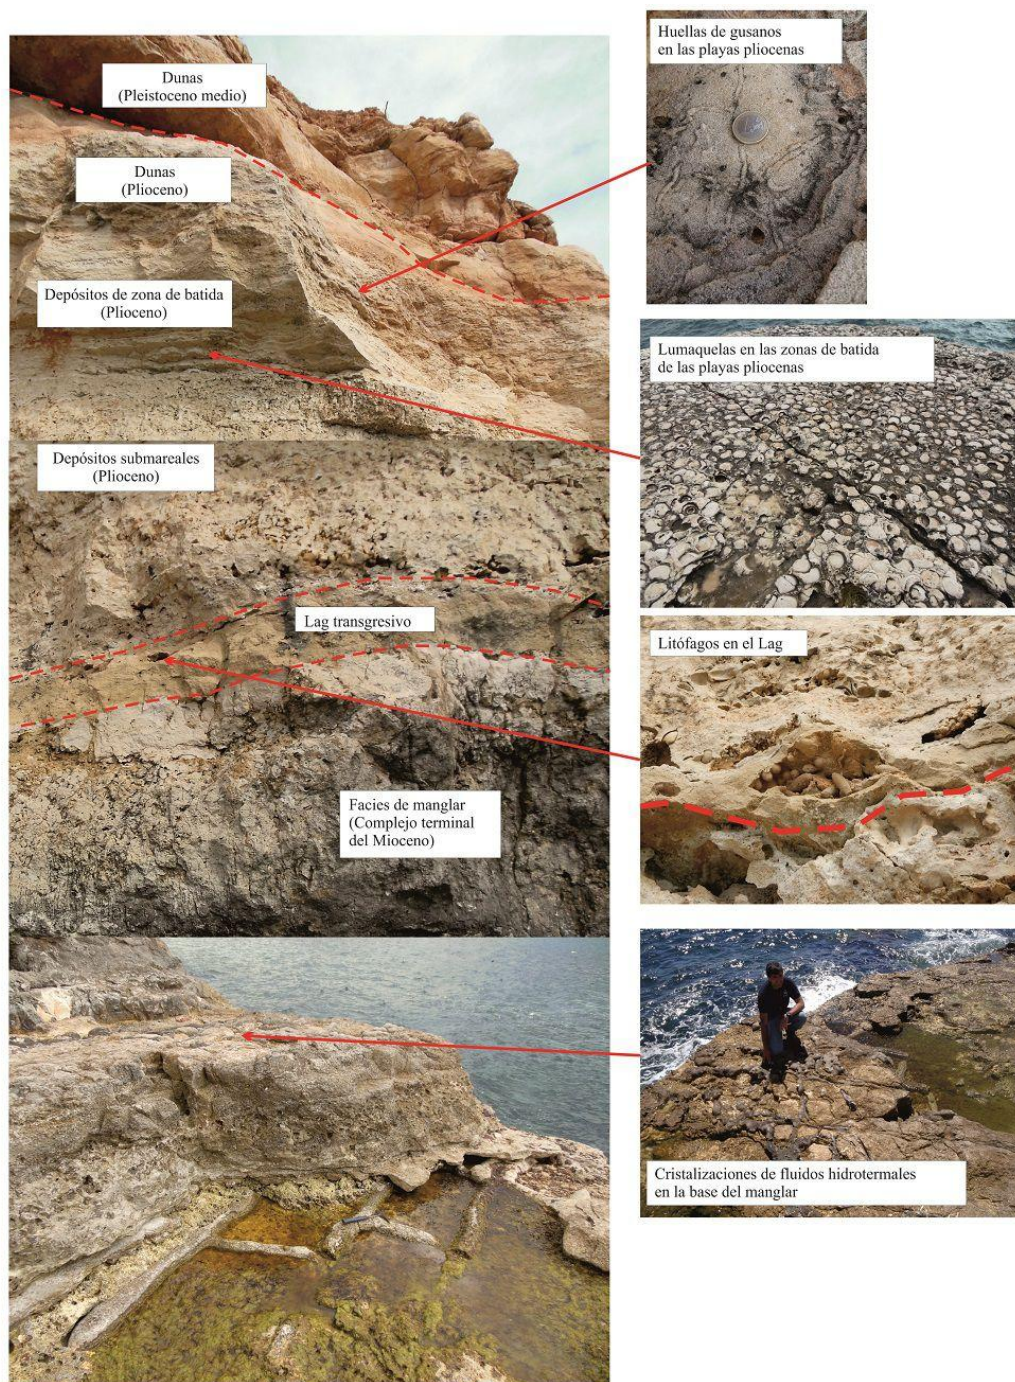 Dunas
(Pleistoceno medio)
Dunas
(Plioceno)
Depósitos de zona de batida
(Plioceno)
Depósitos submareales
(Plioceno)
Lag transgresivo
Facies de manglar
(Complejo terminal
del Mioceno)
Huellas de gusanos
en las playas pliocenas
Lumaquelas en las zonas de batida
de las playas pliocenas
Litófagos en el Lag
Cristalizaciones de fluidos hidrotermales
en la base del manglar